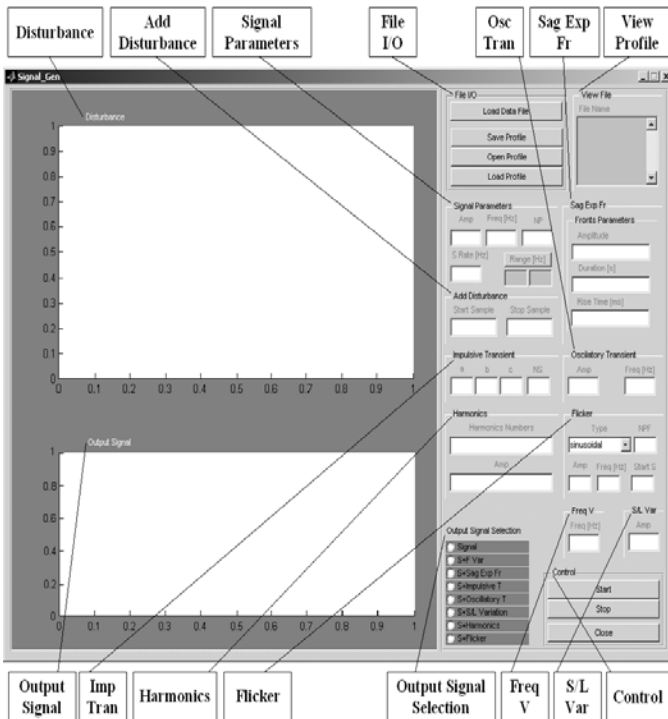 Disturbance
Add
Disturbance
Signal
Parameters
File
I/O
Osc
Tran
Sag Exp
Fr
View
Profile
Signal_Gen
Disturbance
1
0.9
0.8
0.7
0.6
0.5
0.4
0.3
0.2
0.1
0
0 0.1 0.2 0.3 0.4 0.5 0.6 0.7 0.8 0.9 1
Output Signal
1
0.8
0.6
0.4
0.2
0
0 0.1 0.2 0.3 0.4 0.5 0.6 0.7 0.8 0.9 1
File I/O
Load Data File
Save Profile
Open Profile
Load Profile
View File
File Name
Signal Parameters
Amp Freq [Hz] NP
S Rate [Hz] Range [Hz]
Sag Exp Fr
Fronts Parameters
Amplitude
Duration [s]
Rise Time [ms]
Add Disturbance
Start Sample Stop Sample
Impulsive Transient
a b c NS
Oscilatory Transient
Amp Freq [Hz]
Harmonics
Harmonics Numbers
Amp
Flicker
Type NPF
sinusoidal
Amp Freq [Hz] Start S
Freq V
Freq [Hz]
S/L Var
Amp
Output Signal Selection
Signal
S+F Var
S+Sag Exp Fr
S+Impulsive T
S+Oscillatory T
S+S/L Variation
S+Harmonics
S+Flicker
Control
Start
Stop
Close
Output
Signal
Imp
Tran
Harmonics
Flicker
Output Signal
Selection
Freq
V
S/L
Var
Control